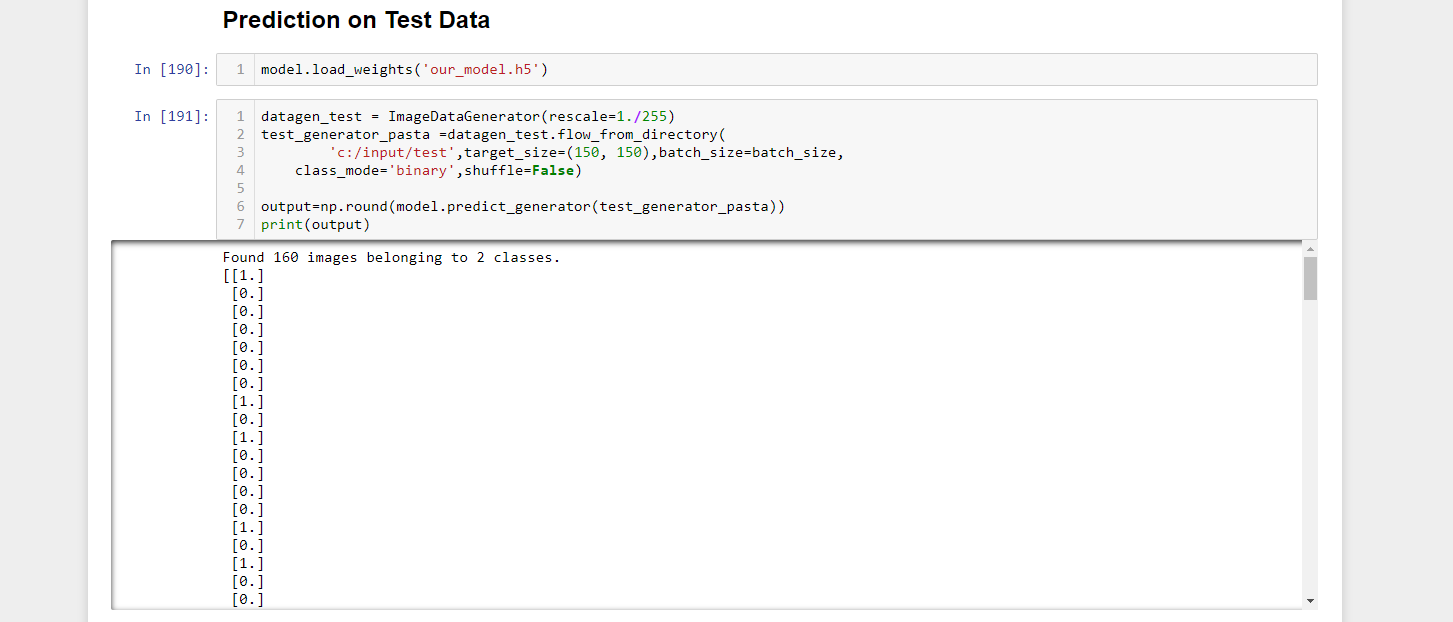 Prediction on Test Data
In [190]:
1 model.load_weights('our_model.h5')
In [191]:
1 datagen_test = ImageDataGenerator(rescale=1./255)
2 test_generator_pasta =datagen_test.flow_from_directory(
3         'c:/input/test',target_size=(150, 150),batch_size=batch_size,
4     class_mode='binary',shuffle=False)
5
6 output=np.round(model.predict_generator(test_generator_pasta))
7 print(output)
Found 160 images belonging to 2 classes.
[[1.]
 [0.]
 [0.]
 [0.]
 [0.]
 [0.]
 [0.]
 [1.]
 [0.]
 [1.]
 [0.]
 [0.]
 [0.]
 [0.]
 [1.]
 [0.]
 [1.]
 [0.]
 [0.]